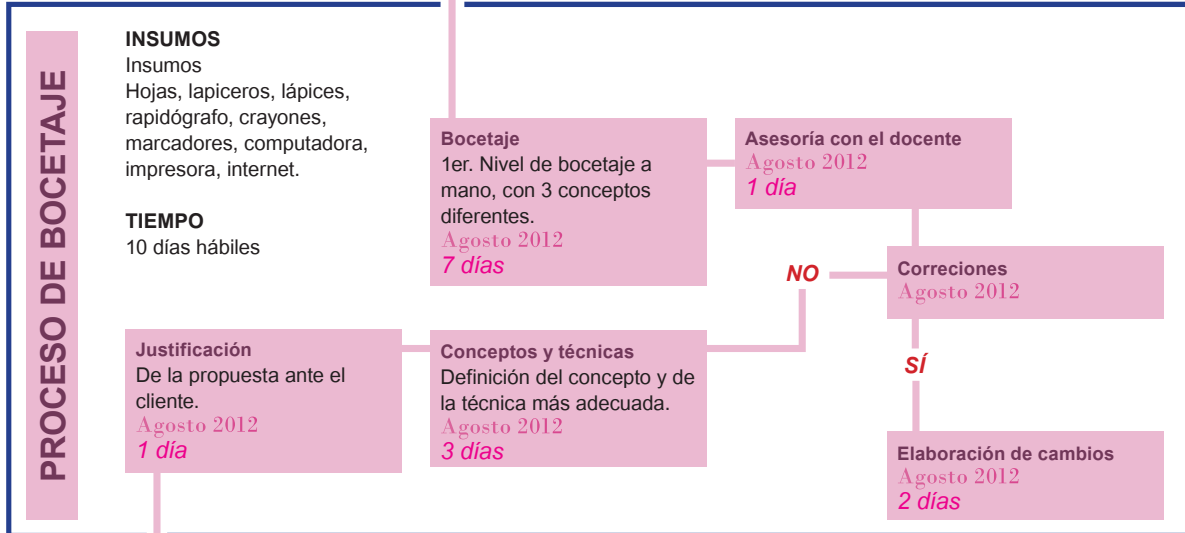 PROCESO DE BOCETAJE
INSUMOS
Insumos
Hojas, lapiceros, lápices,
rapidógrafo, crayones,
marcadores, computadora,
impresora, internet.
TIEMPO
10 días hábiles
Bocetaje
1er. Nivel de bocetaje a
mano, con 3 conceptos
diferentes.
Agosto 2012
7 días
Asesoría con el docente
Agosto 2012
1 día
Correciones
Agosto 2012
NO
SÍ
Elaboración de cambios
Agosto 2012
2 días
Conceptos y técnicas
Definición del concepto y de
la técnica más adecuada.
Agosto 2012
3 días
Justificación
De la propuesta ante el
cliente.
Agosto 2012
1 día